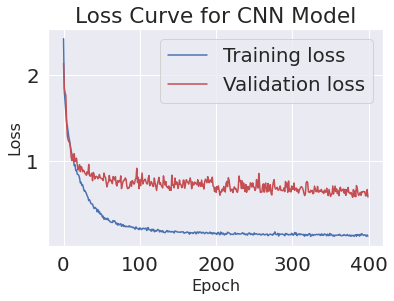 Loss Curve for CNN Model
Training loss
Validation loss
2
1
Loss
0 100 200 300 400
Epoch